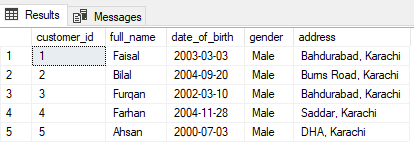 Results Messages
customer_id full_name date_of_birth gender address
1 1 Faisal 2003-03-03 Male Bahdurabad, Karachi
2 2 Bilal 2004-09-20 Male Burns Road, Karachi
3 3 Furqan 2002-03-10 Male Bahdurabad, Karachi
4 4 Farhan 2004-11-28 Male Saddar, Karachi
5 5 Ahsan 2000-07-03 Male DHA, Karachi